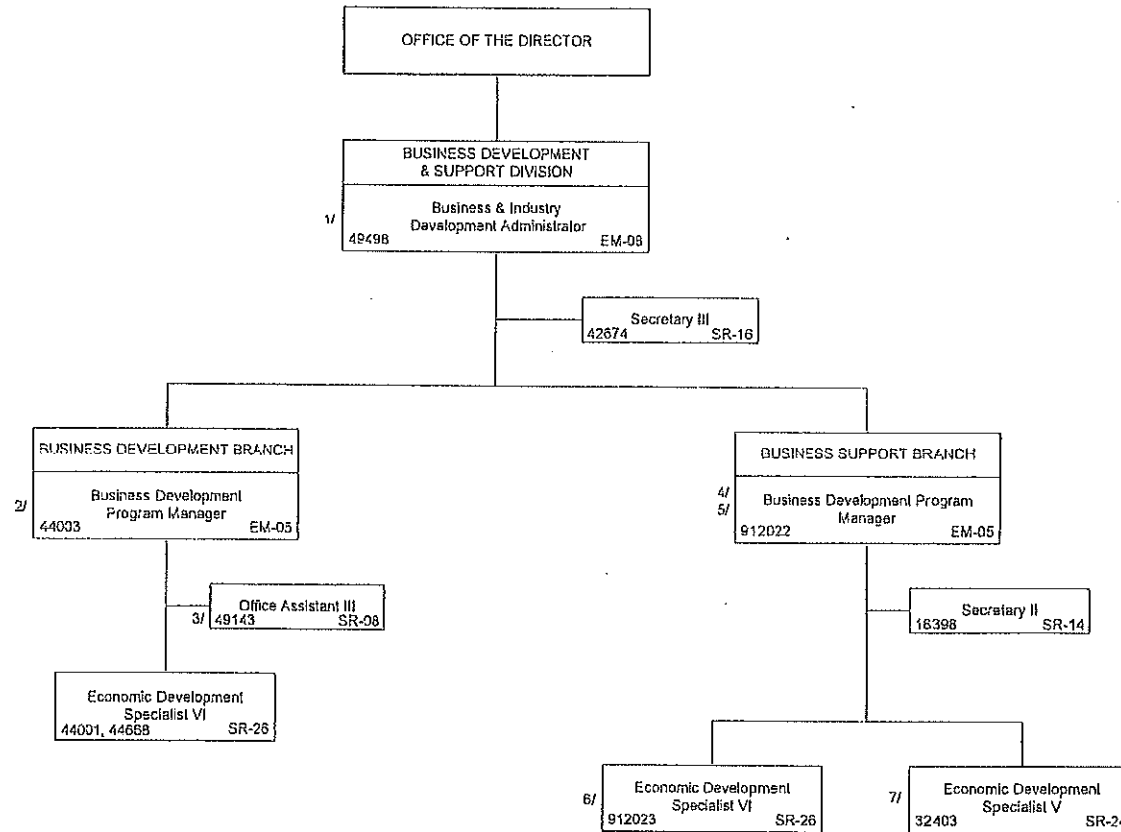 OFFICE OF THE DIRECTOR
BUSINESS DEVELOPMENT
& SUPPORT DIVISION
1/
Business & Industry
Development Administrator
49498 EM-08
Secretary III
42674 SR-16
BUSINESS DEVELOPMENT BRANCH
2/
Business Development
Program Manager
44003 EM-05
Office Assistant III
3/ 49143 SR-08
Economic Development
Specialist VI
44001, 44668 SR-26
BUSINESS SUPPORT BRANCH
4/
5/
Business Development Program
Manager
912022 EM-05
Secretary II
16398 SR-14
6/
Economic Development
Specialist VI
912023 SR-26
7/
Economic Development
Specialist V
32403 SR-24